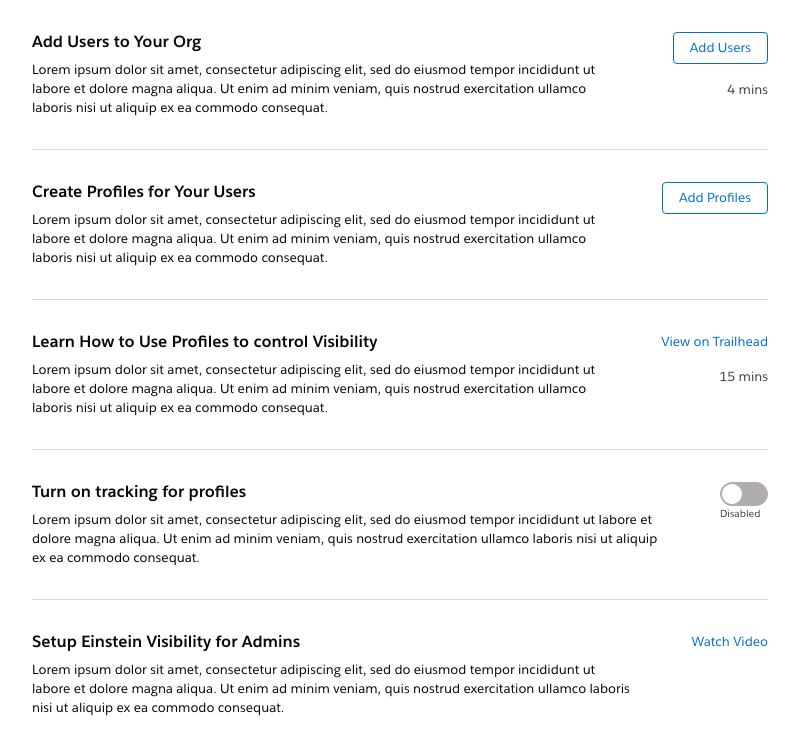 Add Users to Your Org
Add Users
Lorem ipsum dolor sit amet, consectetur adipiscing elit, sed do eiusmod tempor incididunt ut
labore et dolore magna aliqua. Ut enim ad minim veniam, quis nostrud exercitation ullamco
laboris nisi ut aliquip ex ea commodo consequat.
4 mins
Create Profiles for Your Users
Add Profiles
Lorem ipsum dolor sit amet, consectetur adipiscing elit, sed do eiusmod tempor incididunt ut
labore et dolore magna aliqua. Ut enim ad minim veniam, quis nostrud exercitation ullamco
laboris nisi ut aliquip ex ea commodo consequat.
Learn How to Use Profiles to control Visibility
View on Trailhead
Lorem ipsum dolor sit amet, consectetur adipiscing elit, sed do eiusmod tempor incididunt ut
labore et dolore magna aliqua. Ut enim ad minim veniam, quis nostrud exercitation ullamco
laboris nisi ut aliquip ex ea commodo consequat.
15 mins
Turn on tracking for profiles
Disabled
Lorem ipsum dolor sit amet, consectetur adipiscing elit, sed do eiusmod tempor incididunt ut labore et
dolore magna aliqua. Ut enim ad minim veniam, quis nostrud exercitation ullamco laboris nisi ut aliquip
ex ea commodo consequat.
Setup Einstein Visibility for Admins
Watch Video
Lorem ipsum dolor sit amet, consectetur adipiscing elit, sed do eiusmod tempor incididunt ut
labore et dolore magna aliqua. Ut enim ad minim veniam, quis nostrud exercitation ullamco laboris
nisi ut aliquip ex ea commodo consequat.